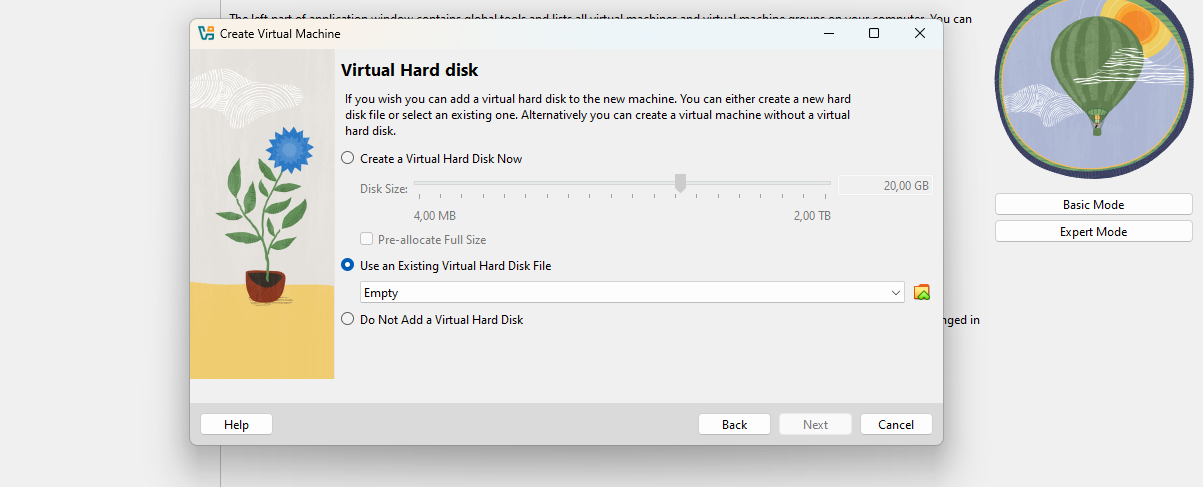 The left part of application window contains global tools and lists all virtual machines and virtual machine groups on your computer. You can
Create Virtual Machine
Virtual Hard disk
If you wish you can add a virtual hard disk to the new machine. You can either create a new hard
disk file or select an existing one. Alternatively you can create a virtual machine without a virtual
hard disk.
Create a Virtual Hard Disk Now
Disk Size:
20,00 GB
4,00 MB
2,00 TB
Pre-allocate Full Size
Basic Mode
Expert Mode
Use an Existing Virtual Hard Disk File
Empty
Do Not Add a Virtual Hard Disk
nged in
Help
Back
Next
Cancel